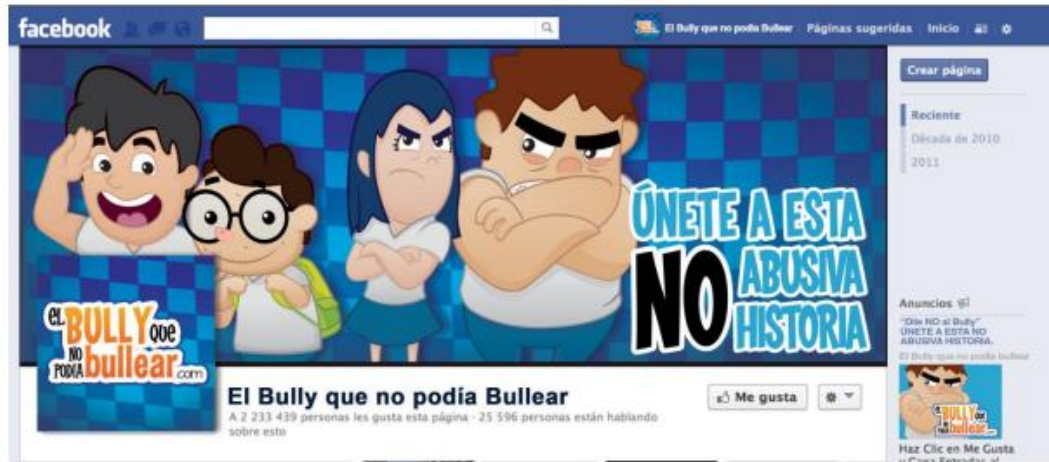 facebook
El Bully que no podía Bullear Páginas sugeridas Inicio
Crear página
Reciente
Década de 2010
2011
ÚNETE A ESTA
NO ABUSIVA
HISTORIA
EL BULLY QUE
NO PODÍA bullear.com
El Bully que no podía Bullear
A 2 233 439 personas les gusta esta página · 25 596 personas están hablando
sobre esto
Me gusta
Anuncios
"Dile NO al Bully"
ÚNETE A ESTA NO
ABUSIVA HISTORIA.
El Bully que no podía bullear
Haz Clic en Me Gusta